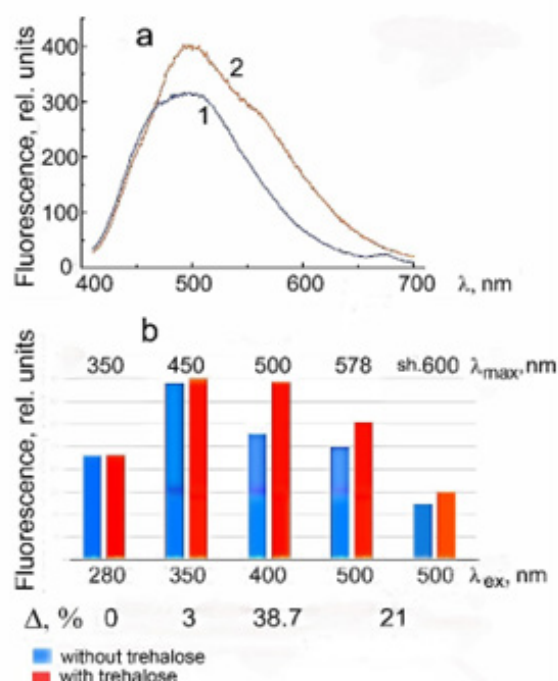 a
Fluorescence, rel. units
400
300
200
100
0
2
1
400 500 600 700 λ, nm
b
Fluorescence, rel. units
350 450 500 578 sh.600 λmax, nm
280 350 400 500 500 λex, nm
Δ, % 0 3 38.7 21
without trehalose
with trehalose